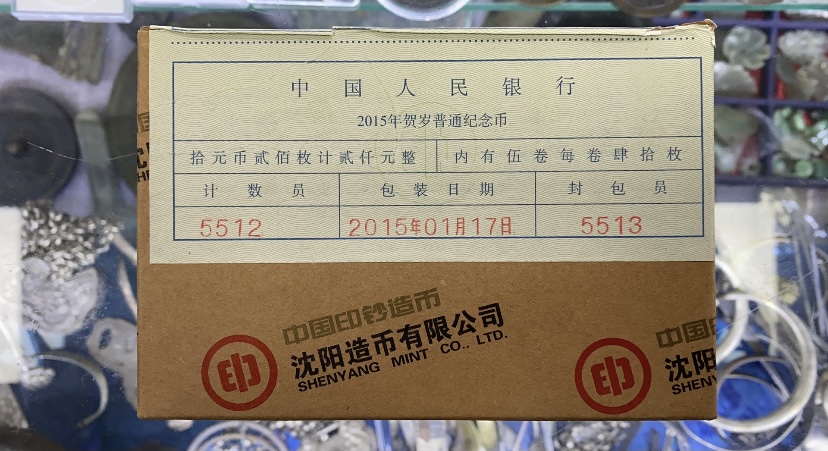 中国人民银行
2015年贺岁普通纪念币
拾元币贰佰枚计贰仟元整 内有伍卷每卷肆拾枚
计数员 包装日期 封包员
5512 2015年01月17日 5513
中国印钞造币
沈阳造币有限公司
SHENYANG MINT CO.. LTD.
中国印
沈阳
SHENY